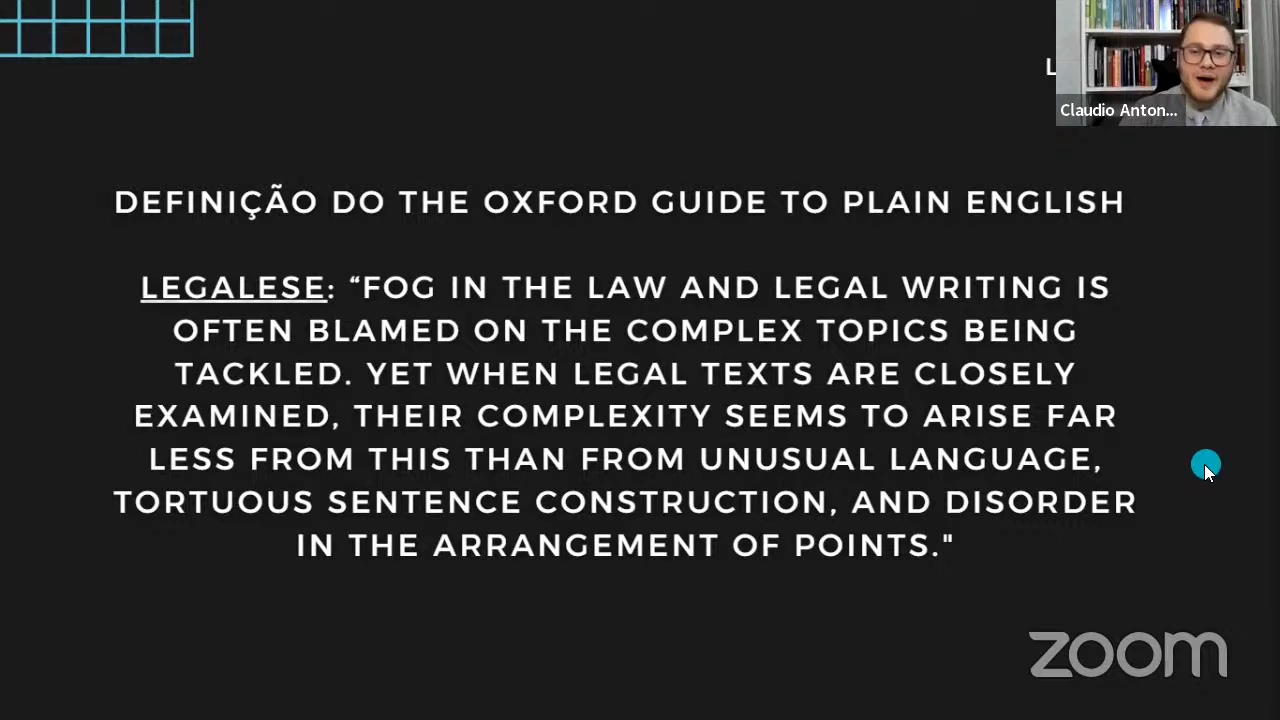 L
Claudio Anton...
DEFINIÇÃO DO THE OXFORD GUIDE TO PLAIN ENGLISH
LEGALESE: “FOG IN THE LAW AND LEGAL WRITING IS
OFTEN BLAMED ON THE COMPLEX TOPICS BEING
TACKLED. YET WHEN LEGAL TEXTS ARE CLOSELY
EXAMINED, THEIR COMPLEXITY SEEMS TO ARISE FAR
LESS FROM THIS THAN FROM UNUSUAL LANGUAGE,
TORTUOUS SENTENCE CONSTRUCTION, AND DISORDER
IN THE ARRANGEMENT OF POINTS."
zoom